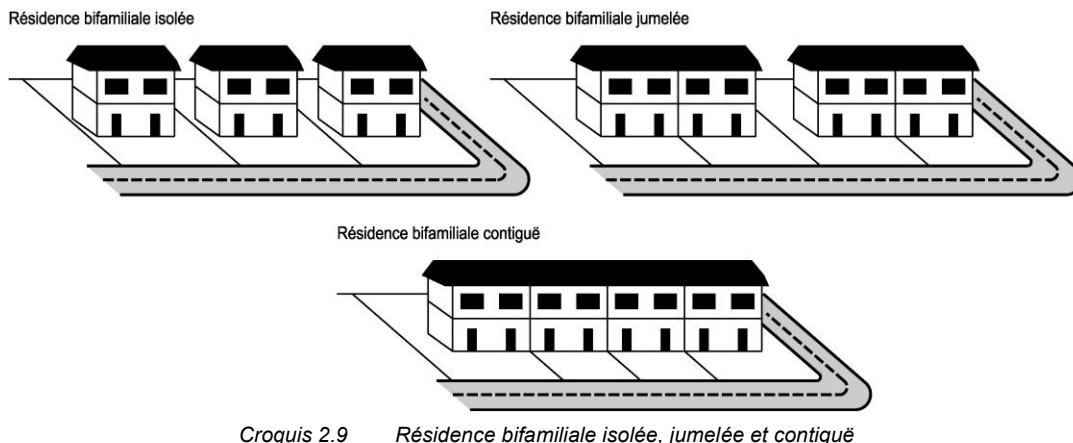 Résidence bifamiliale isolée
Résidence bifamiliale jumelée
Résidence bifamiliale contiguë
Croquis 2.9 Résidence bifamiliale isolée, jumelée et contiguë